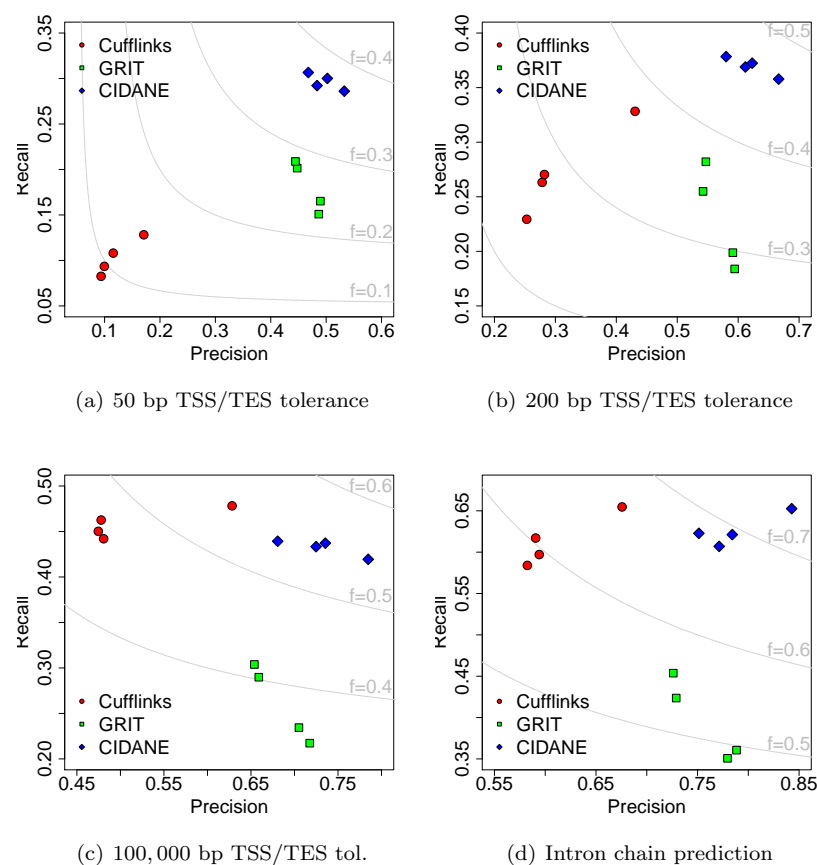 Cufflinks
GRIT
CIDANE
f=0.4
f=0.3
f=0.2
f=0.1
0.35
0.25
0.15
0.05
Recall
0.1 0.2 0.3 0.4 0.5 0.6
Precision
(a) 50 bp TSS/TES tolerance
Cufflinks
GRIT
CIDANE
f=0.5
f=0.4
f=0.3
0.40
0.35
0.30
0.25
0.20
0.15
Recall
0.2 0.3 0.4 0.5 0.6 0.7
Precision
(b) 200 bp TSS/TES tolerance
f=0.6
f=0.5
f=0.4
Cufflinks
GRIT
CIDANE
0.50
0.40
0.30
0.20
Recall
0.45 0.55 0.65 0.75
Precision
(c) 100,000 bp TSS/TES tol.
f=0.7
f=0.6
f=0.5
Cufflinks
GRIT
CIDANE
0.65
0.55
0.45
0.35
Recall
0.55 0.65 0.75 0.85
Precision
(d) Intron chain prediction